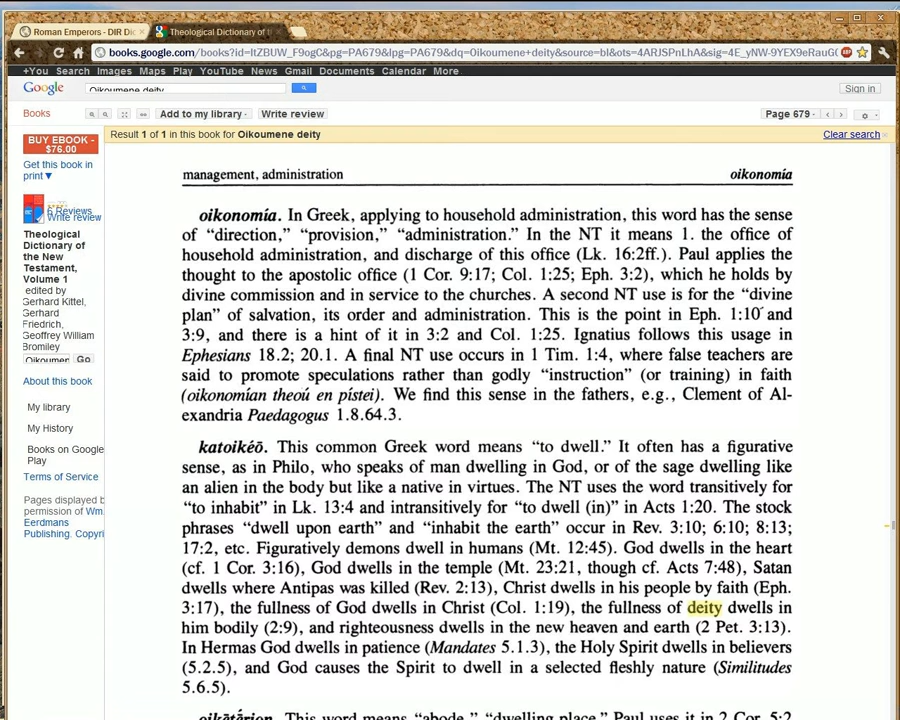 Roman Emperors - DIR Di
Theological Dictionary of
books.google.com/books?id=ltZBUW_F9ogC&pg=PA679&lpg=PA679&dq=Oikoumene+deity&source=bl&ots=4ARJSPnLhA&sig=4E_yNW-9YEX9eRauG
+You Search Images Maps Play YouTube News Gmail Documents Calendar More
Google
Oikoumene deity
Sign in
Books
Add to my library
Write review
Page 679
Result 1 of 1 in this book for Oikoumene deity
Clear search
BUY EBOOK -
$76.00
Get this book in
print ▼
6 Reviews
Write review
Theological
Dictionary of
the New
Testament,
Volume 1
edited by
Gerhard Kittel,
Gerhard
Friedrich,
Geoffrey William
Bromiley
Oikoumen
Go
About this book
My library
My History
Books on Google
Play
Terms of Service
Pages displayed b
permission of Wm.
Eerdmans
Publishing. Copyri
management, administration
oikonomía
oikonomía. In Greek, applying to household administration, this word has the sense
of “direction,” “provision,” “administration.” In the NT it means 1. the office of
household administration, and discharge of this office (Lk. 16:2ff.). Paul applies the
thought to the apostolic office (1 Cor. 9:17; Col. 1:25; Eph. 3:2), which he holds by
divine commission and in service to the churches. A second NT use is for the “divine
plan” of salvation, its order and administration. This is the point in Eph. 1:10 and
3:9, and there is a hint of it in 3:2 and Col. 1:25. Ignatius follows this usage in
Ephesians 18.2; 20.1. A final NT use occurs in 1 Tim. 1:4, where false teachers are
said to promote speculations rather than godly “instruction” (or training) in faith
(oikonomían theoú en pístei). We find this sense in the fathers, e.g., Clement of Al-
exandria Paedagogus 1.8.64.3.
katoikéō. This common Greek word means “to dwell.” It often has a figurative
sense, as in Philo, who speaks of man dwelling in God, or of the sage dwelling like
an alien in the body but like a native in virtues. The NT uses the word transitively for
“to inhabit” in Lk. 13:4 and intransitively for “to dwell (in)” in Acts 1:20. The stock
phrases “dwell upon earth” and “inhabit the earth” occur in Rev. 3:10; 6:10; 8:13;
17:2, etc. Figuratively demons dwell in humans (Mt. 12:45). God dwells in the heart
(cf. 1 Cor. 3:16), God dwells in the temple (Mt. 23:21, though cf. Acts 7:48), Satan
dwells where Antipas was killed (Rev. 2:13), Christ dwells in his people by faith (Eph.
3:17), the fullness of God dwells in Christ (Col. 1:19), the fullness of deity dwells in
him bodily (2:9), and righteousness dwells in the new heaven and earth (2 Pet. 3:13).
In Hermas God dwells in patience (Mandates 5.1.3), the Holy Spirit dwells in believers
(5.2.5), and God causes the Spirit to dwell in a selected fleshly nature (Similitudes
5.6.5).
oikētḗrion. This word means “abode,” “dwelling place.” Paul uses it in 2 Cor. 5:2